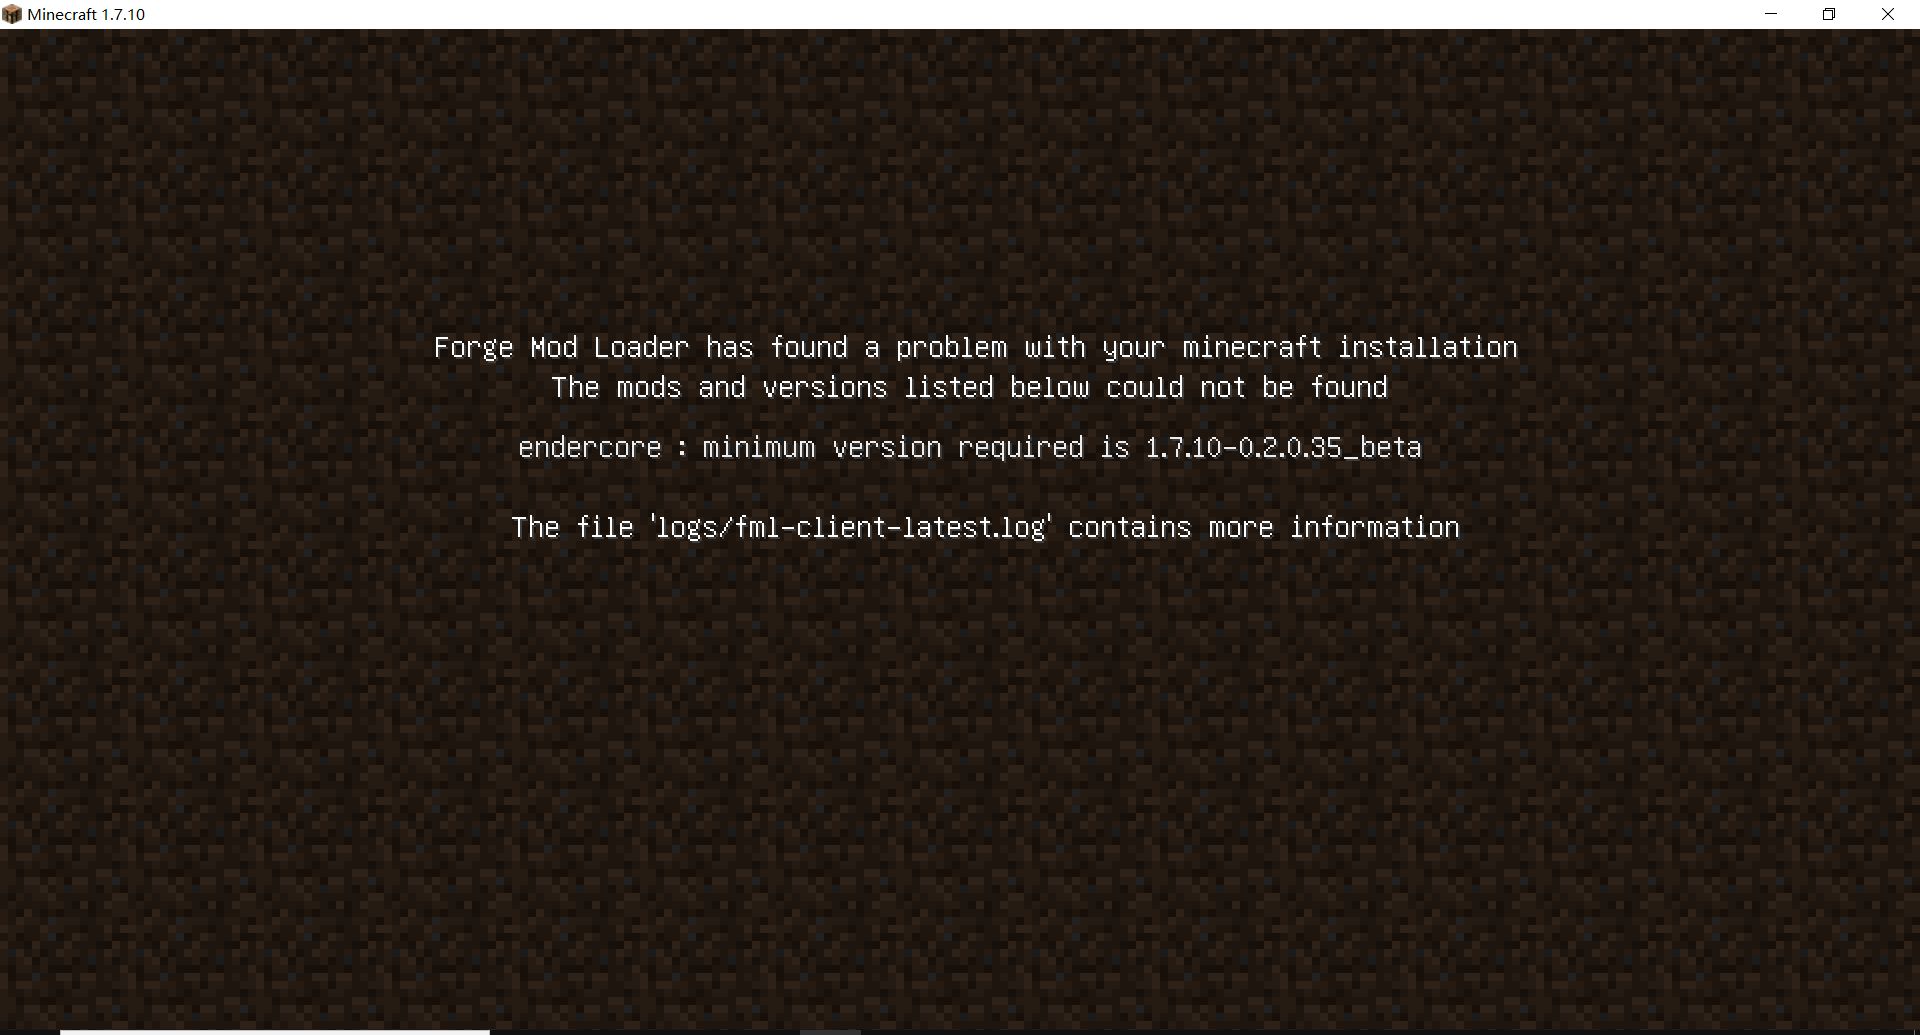 Minecraft 1.7.10
Forge Mod Loader has found a problem with your minecraft installation
The mods and versions listed below could not be found
endercore : minimum version required is 1.7.10-0.2.0.35_beta
The file 'logs/fml-client-latest.log' contains more information